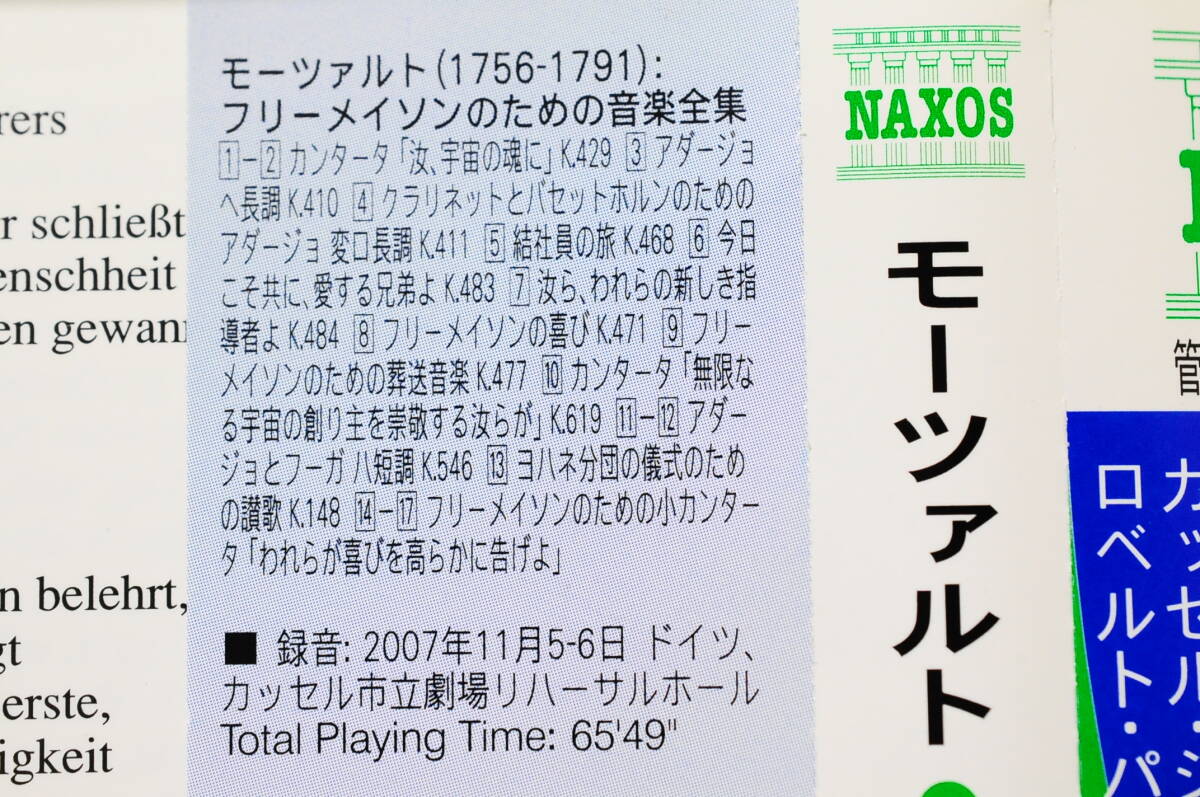 rers
r schließt
enschheit
en gewan
n belehrt,
gt
erste,
igkeit
モーツァルト(1756-1791):
フリーメイソンのための音楽全集
1-2 カンタータ「汝、宇宙の魂に」K.429 3 アダージョ
ヘ長調K.410 4 クラリネットとバセットホルンのための
アダージョ 変ロ長調K.411 5 結社員の旅K.468 6 今日
こそ共に、愛する兄弟よK.483 7 汝ら、われらの新しき指
導者よK.484 8 フリーメイソンの喜びK.471 9 フリー
メイソンのための葬送音楽K.477 10 カンタータ「無限な
る宇宙の創り主を崇敬する汝らが」K.619 11-12 アダー
ジョとフーガ ハ短調K.546 13 ヨハネ分団の儀式のため
の讃歌K.148 14-17 フリーメイソンのための小カンター
タ「われらが喜びを高らかに告げよ」
■ 録音: 2007年11月5-6日 ドイツ、
カッセル市立劇場リハーサルホール
Total Playing Time: 65'49"
NAXOS
モーツァルト
管
カッセル・
ロベルト・パ